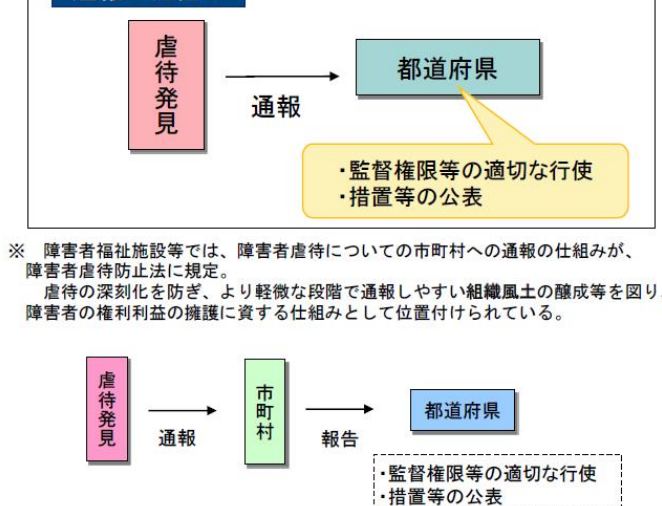 虐待発見
通報
都道府県
・監督権限等の適切な行使
・措置等の公表
※ 障害者福祉施設等では、障害者虐待についての市町村への通報の仕組みが、
障害者虐待防止法に規定。
虐待の深刻化を防ぎ、より軽微な段階で通報しやすい組織風土の醸成等を図り、
障害者の権利利益の擁護に資する仕組みとして位置付けられている。
虐待発見
通報
市町村
報告
都道府県
・監督権限等の適切な行使
・措置等の公表